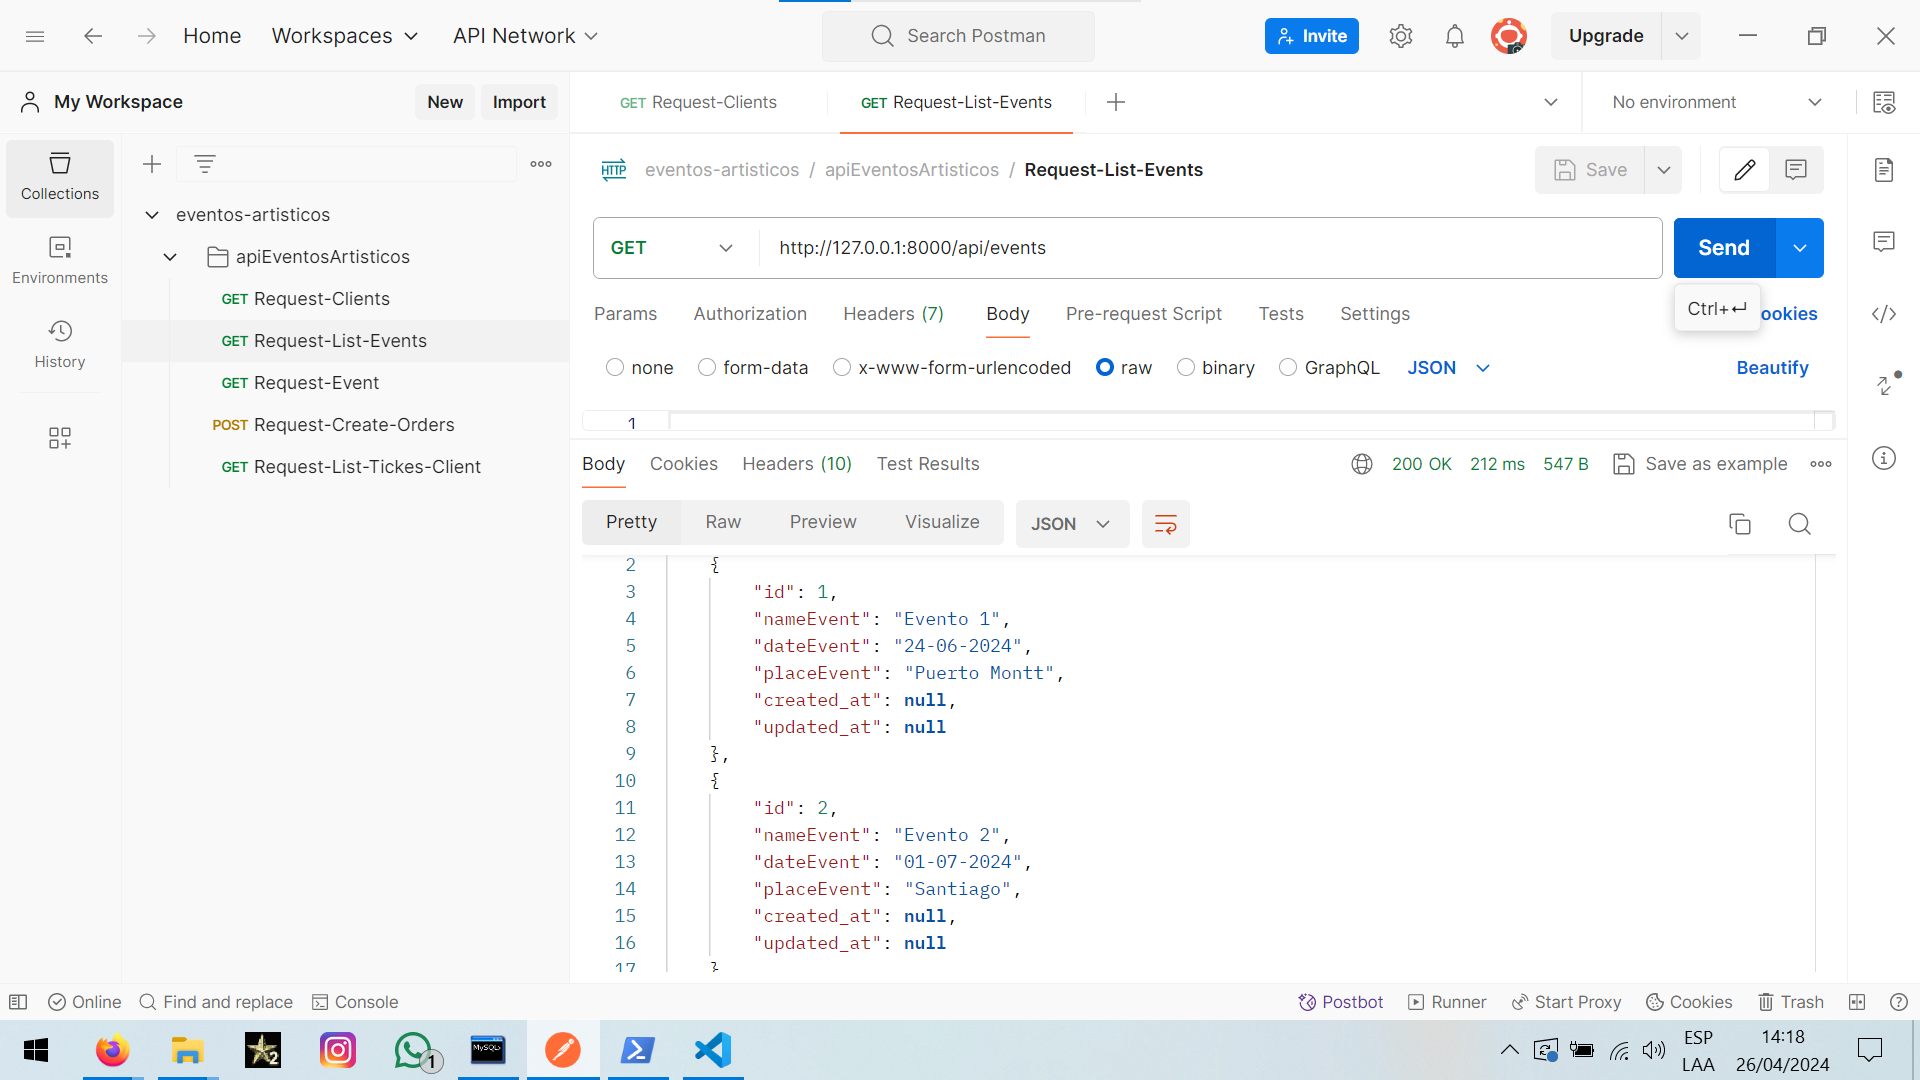 Home Workspaces API Network Search Postman Invite Upgrade
My Workspace New Import GET Request-Clients GET Request-List-Events No environment
Collections
Environments
History
eventos-artisticos
apiEventosArtisticos
GET Request-Clients
GET Request-List-Events
GET Request-Event
POST Request-Create-Orders
GET Request-List-Tickes-Client
HTTP eventos-artisticos / apiEventosArtisticos / Request-List-Events Save
GET http://127.0.0.1:8000/api/events Send
Ctrl+↵
Params Authorization Headers (7) Body Pre-request Script Tests Settings ookies
none form-data x-www-form-urlencoded raw binary GraphQL JSON Beautify
1
Body Cookies Headers (10) Test Results 200 OK 212 ms 547 B Save as example
Pretty Raw Preview Visualize JSON
2 {
3 "id": 1,
4 "nameEvent": "Evento 1",
5 "dateEvent": "24-06-2024",
6 "placeEvent": "Puerto Montt",
7 "created_at": null,
8 "updated_at": null
9 },
10 {
11 "id": 2,
12 "nameEvent": "Evento 2",
13 "dateEvent": "01-07-2024",
14 "placeEvent": "Santiago",
15 "created_at": null,
16 "updated_at": null
17 }
Online Find and replace Console Postbot Runner Start Proxy Cookies Trash
2 1 MySQL ESP 14:18
LAA 26/04/2024